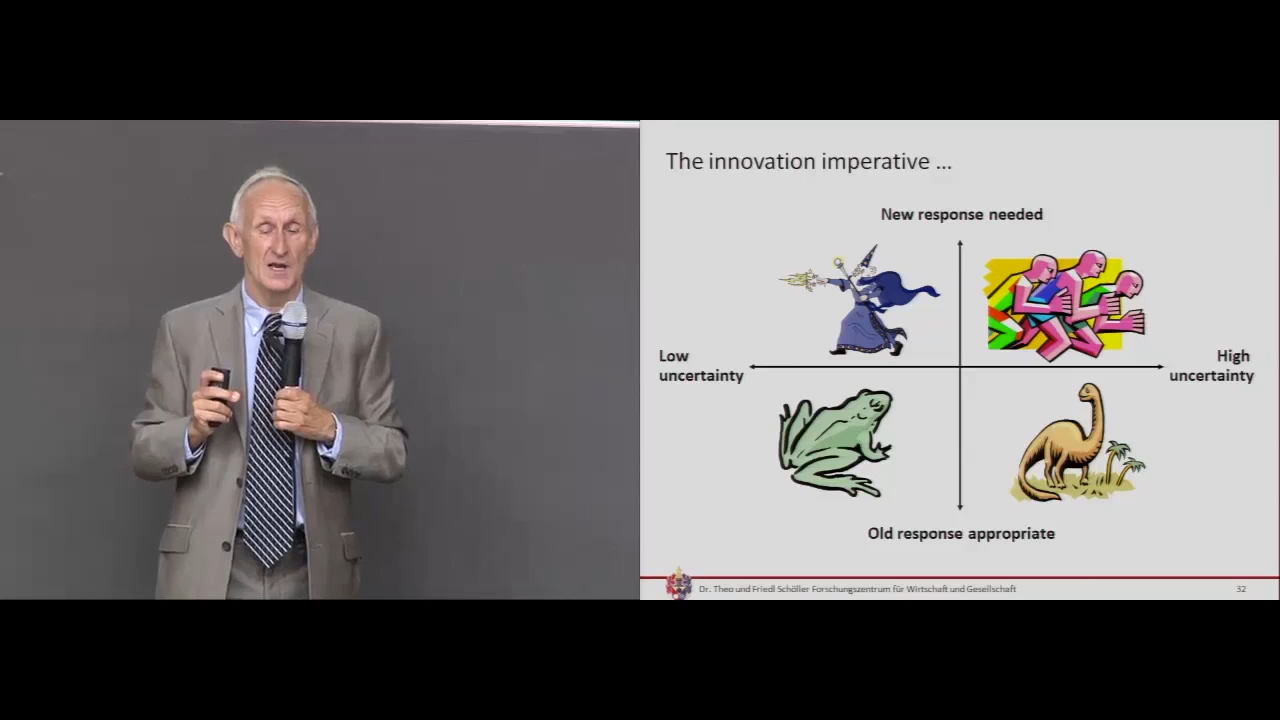 The innovation imperative ...
New response needed
Low
uncertainty
High
uncertainty
Old response appropriate
Dr. Theo und Friedl Schöller Forschungszentrum für Wirtschaft und Gesellschaft
32